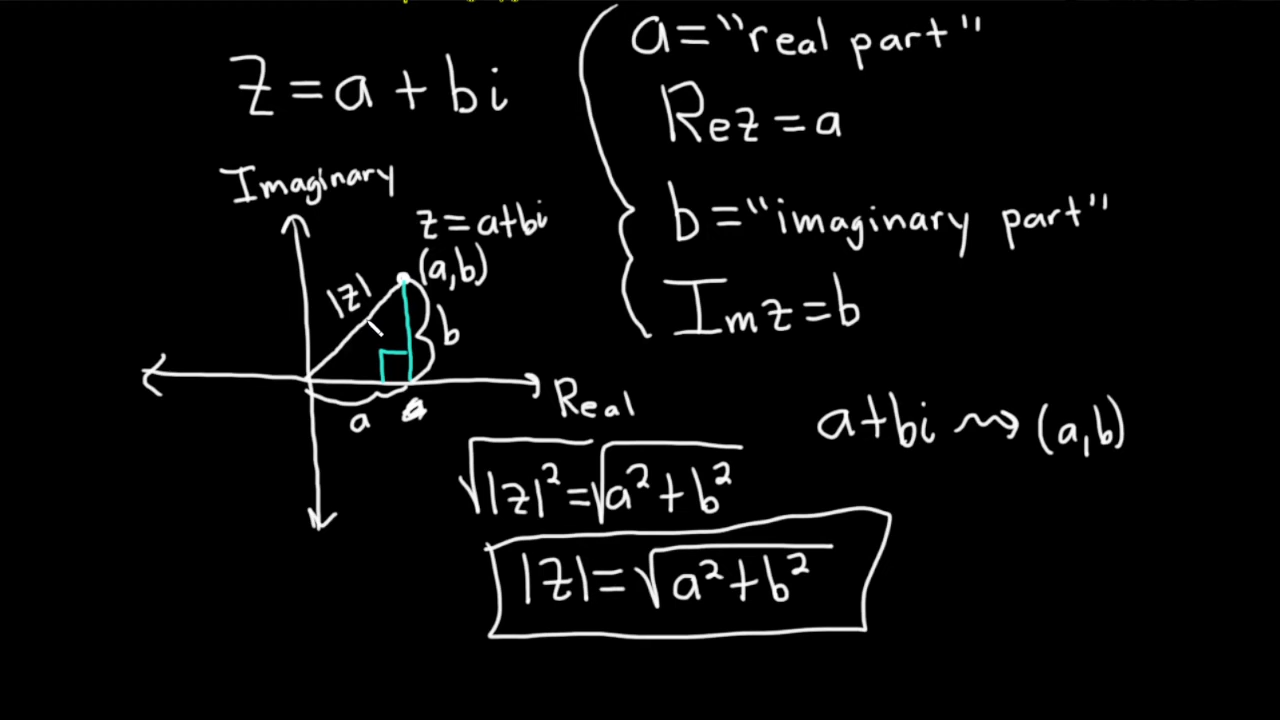 z = a + bi
a = "real part"
Re z = a
b = "imaginary part"
Im z = b
Imaginary
z = a+bi
(a,b)
|z|
b
a
Real
a+bi ⇝ (a,b)
√|z|² = √a²+b²
|z| = √a²+b²